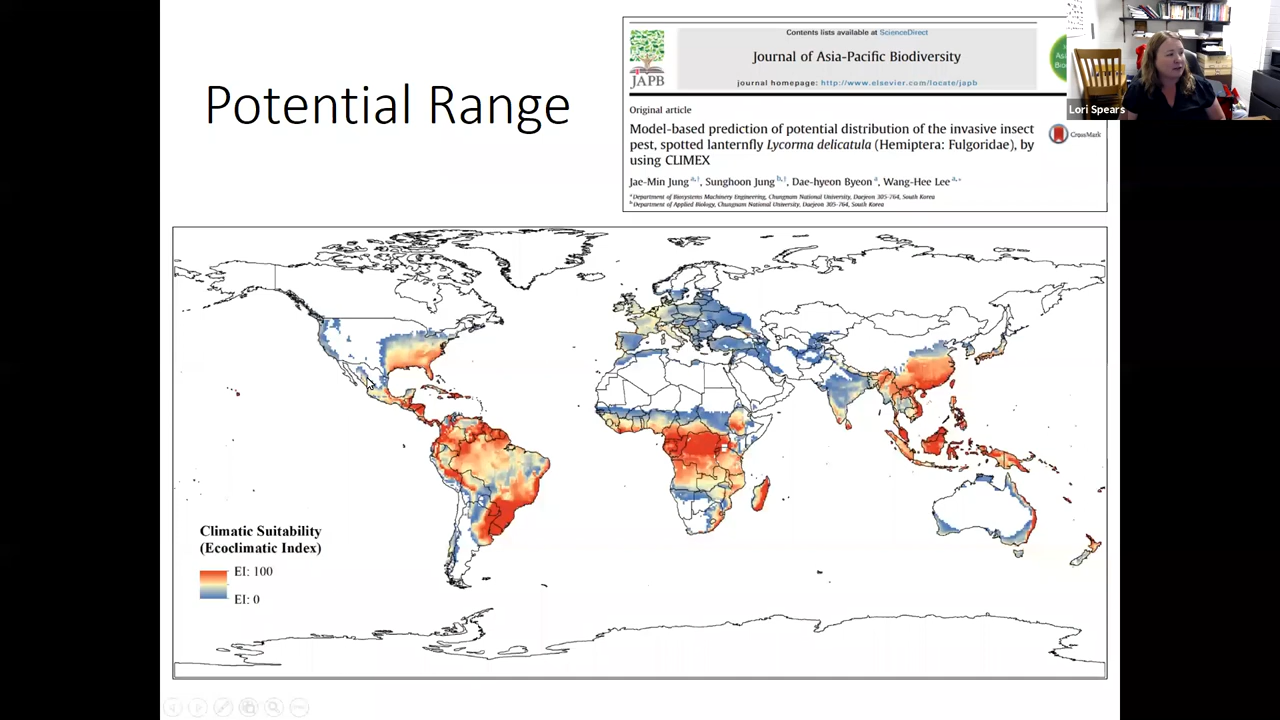 Potential Range
Contents lists available at ScienceDirect
Journal of Asia-Pacific Biodiversity
journal homepage: http://www.elsevier.com/locate/japb
JAPB
Original article
Model-based prediction of potential distribution of the invasive insect
pest, spotted lanternfly Lycorma delicatula (Hemiptera: Fulgoridae), by
using CLIMEX
CrossMark
Jae-Min Jung a,1, Sunghoon Jung b,1, Dae-hyeon Byeon a, Wang-Hee Lee a,*
a Department of Biosystems Machinery Engineering, Chungnam National University, Daejeon 305-764, South Korea
b Department of Applied Biology, Chungnam National University, Daejeon 305-764, South Korea
Lori Spears
Climatic Suitability
(Ecoclimatic Index)
EI: 100
EI: 0